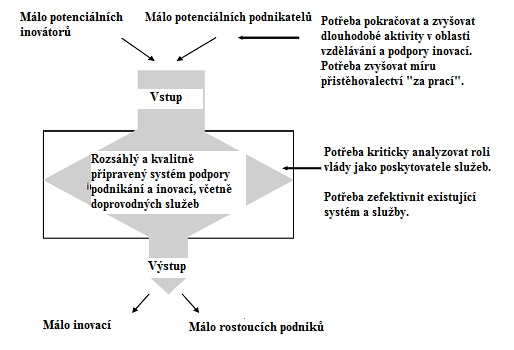 Málo potenciálních
inovátorů
Málo potenciálních podnikatelů
Potřeba pokračovat a zvyšovat
dlouhodobé aktivity v oblasti
vzdělávání a podpory inovací.
Potřeba zvyšovat míru
přistěhovalectví "za prací".
Vstup
Rozsáhlý a kvalitně
připravený systém podpory
podnikání a inovací, včetně
doprovodných služeb
Potřeba kriticky analyzovat roli
vlády jako poskytovatele služeb.
Potřeba zefektivnit existující
systém a služby.
Výstup
Málo inovací
Málo rostoucích podniků